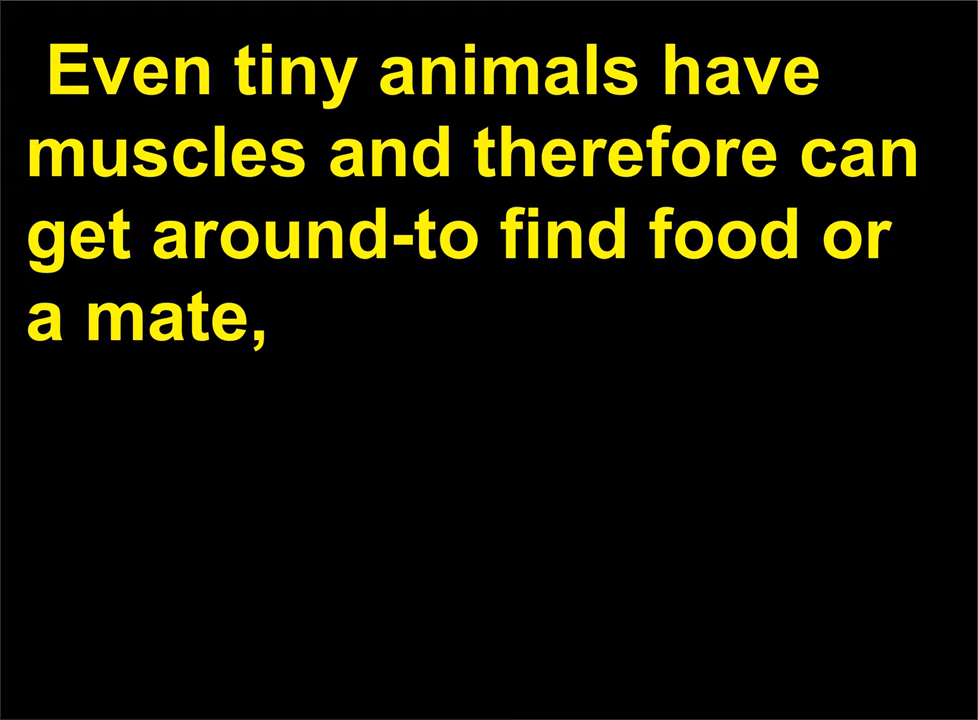 Even tiny animals have
muscles and therefore can
get around-to find food or
a mate,